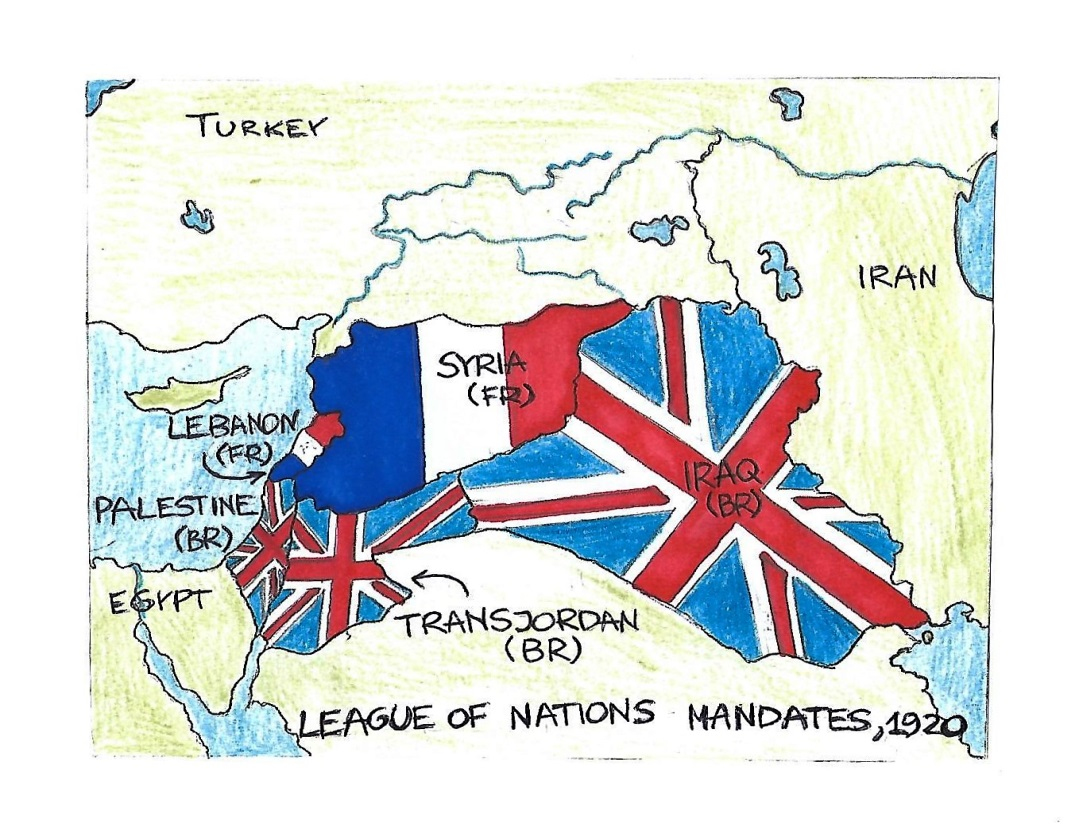 TURKEY
IRAN
SYRIA
(FR)
LEBANON
(FR)
IRAQ
(BR)
PALESTINE
(BR)
EGYPT
TRANSJORDAN
(BR)
LEAGUE OF NATIONS MANDATES, 1920